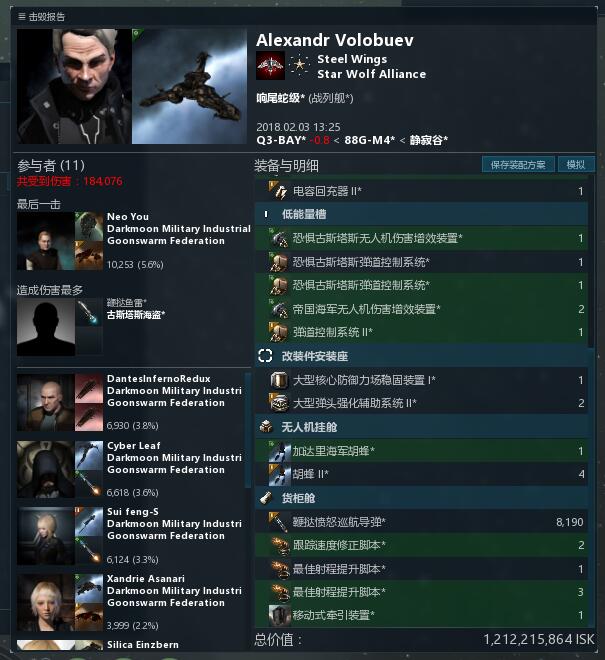 击毁报告
Alexandr Volobuev
Steel Wings
Star Wolf Alliance
响尾蛇级* (战列舰*)
2018.02.03 13:25
Q3-BAY* -0.8 < 88G-M4* < 静寂谷*
参与者 (11)
共受到伤害：184,076
最后一击
Neo You
Darkmoon Military Industrial
Goonswarm Federation
10,253 (5.6%)
造成伤害最多
鞭挞鱼雷*
古斯塔斯海盗*
DantesInfernoRedux
Darkmoon Military Industri
Goonswarm Federation
6,930 (3.8%)
Cyber Leaf
Darkmoon Military Industri
Goonswarm Federation
6,618 (3.6%)
Sui feng-S
Darkmoon Military Industri
Goonswarm Federation
6,124 (3.3%)
Xandrie Asanari
Darkmoon Military Industri
Goonswarm Federation
3,999 (2.2%)
Silica Einzbern
装备与明细
保存装配方案
模拟
电容回充器 II* 1
低能量槽
恐惧古斯塔斯无人机伤害增效装置* 1
恐惧古斯塔斯弹道控制系统* 1
恐惧古斯塔斯弹道控制系统* 1
帝国海军无人机伤害增效装置* 2
弹道控制系统 II* 1
改装件安装座
大型核心防御力场稳固装置 I* 1
大型弹头强化辅助系统 II* 2
无人机挂舱
加达里海军胡蜂* 1
胡蜂 II* 4
货柜舱
鞭挞愤怒巡航导弹* 8,190
跟踪速度修正脚本* 2
最佳射程提升脚本* 1
最佳射程提升脚本* 3
移动式牵引装置* 1
总价值： 1,212,215,864 ISK